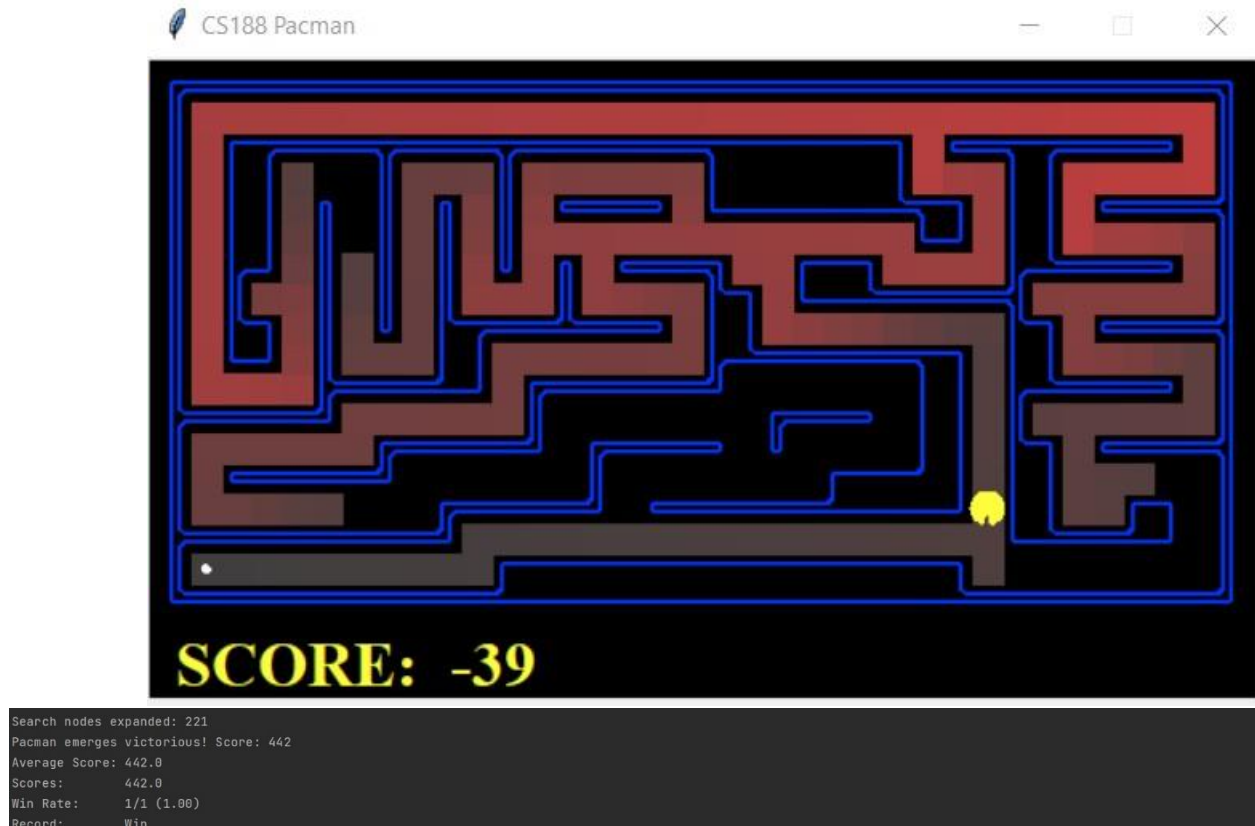 CS188 Pacman
SCORE: -39
Search nodes expanded: 221
Pacman emerges victorious! Score: 442
Average Score: 442.0
Scores:        442.0
Win Rate:      1/1 (1.00)
Record:        Win